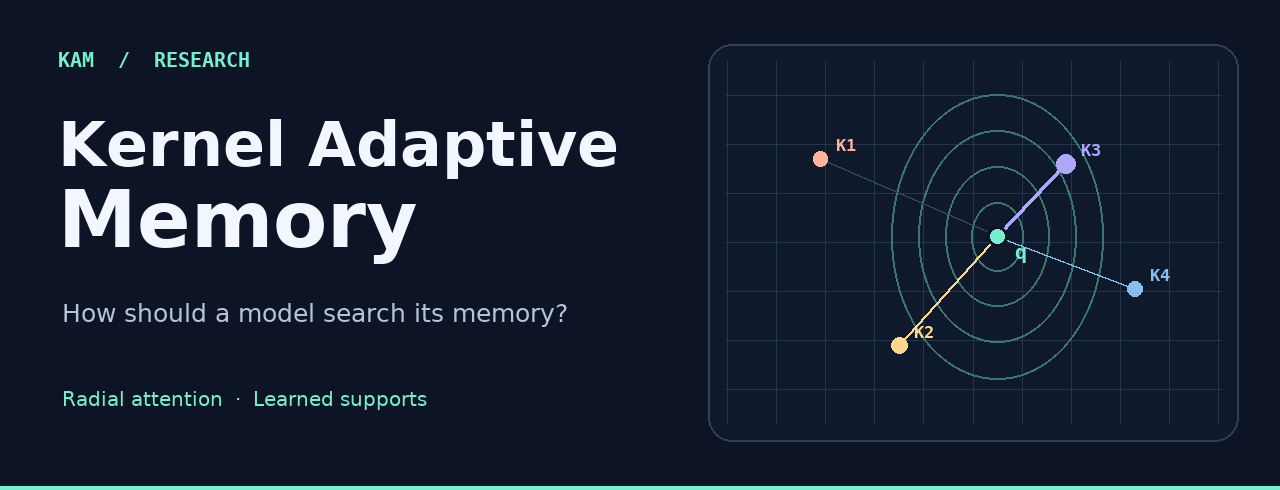 KAM / RESEARCH
Kernel Adaptive
Memory
How should a model search its memory?
Radial attention · Learned supports
K1
K3
q
K4
K2